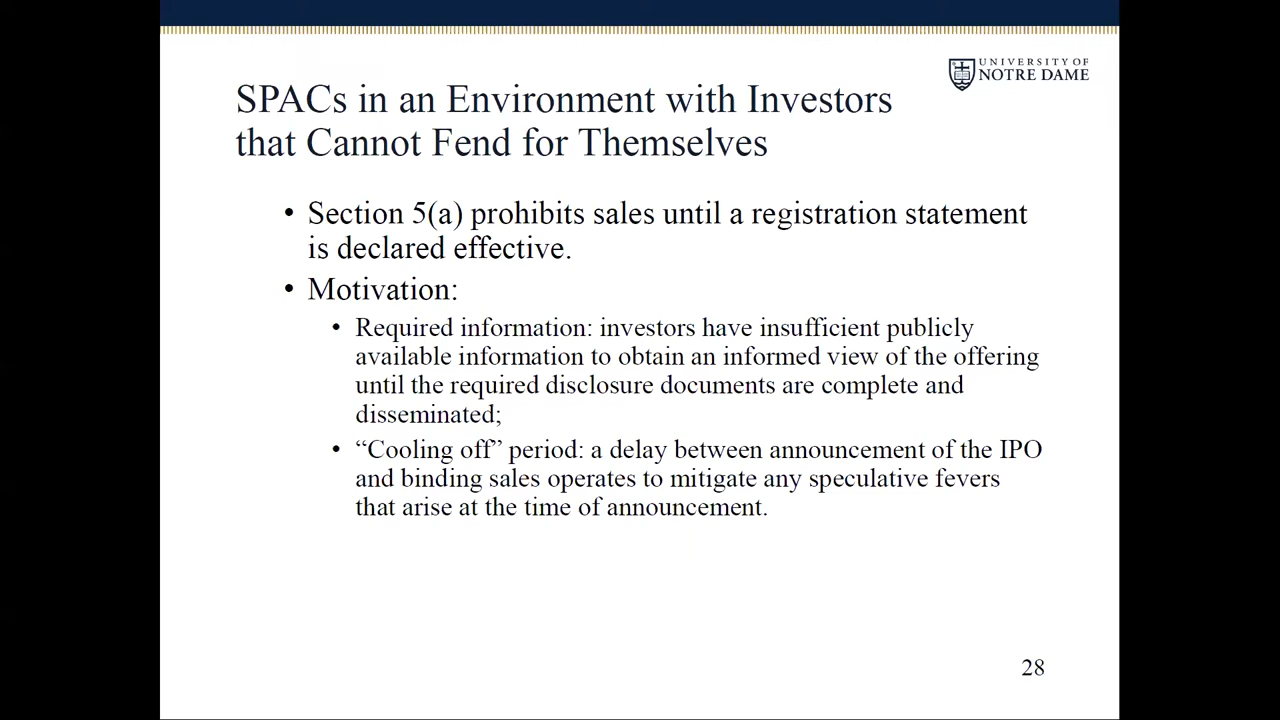 UNIVERSITY OF
NOTRE DAME
SPACs in an Environment with Investors
that Cannot Fend for Themselves
• Section 5(a) prohibits sales until a registration statement
is declared effective.
• Motivation:
• Required information: investors have insufficient publicly
available information to obtain an informed view of the offering
until the required disclosure documents are complete and
disseminated;
• “Cooling off” period: a delay between announcement of the IPO
and binding sales operates to mitigate any speculative fevers
that arise at the time of announcement.
28